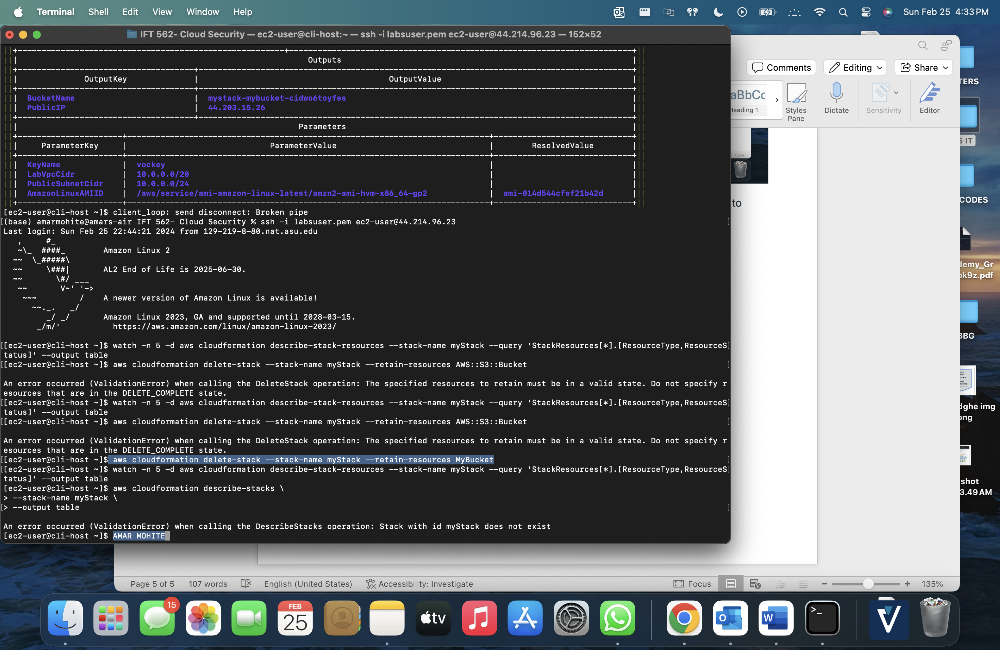 Terminal Shell Edit View Window Help Sun Feb 25 4:33 PM
IFT 562- Cloud Security — ec2-user@cli-host:~ — ssh -i labsuser.pem ec2-user@44.214.96.23 — 152×52
Outputs
OutputKey OutputValue
BucketName mystack-mybucket-cidwo6toyfes
PublicIP 44.203.15.26
Parameters
ParameterKey ParameterValue ResolvedValue
KeyName vockey
LabVpcCidr 10.0.0.0/20
PublicSubnetCidr 10.0.0.0/24
AmazonLinuxAMIID /aws/service/ami-amazon-linux-latest/amzn2-ami-hvm-x86_64-gp2 ami-014d544cfef21b42d
[ec2-user@cli-host ~]$ client_loop: send disconnect: Broken pipe
(base) amarmohite@amars-air IFT 562- Cloud Security % ssh -i labsuser.pem ec2-user@44.214.96.23
Last login: Sun Feb 25 22:44:21 2024 from 129-219-8-80.nat.asu.edu
Amazon Linux 2
AL2 End of Life is 2025-06-30.
A newer version of Amazon Linux is available!
Amazon Linux 2023, GA and supported until 2028-03-15.
https://aws.amazon.com/linux/amazon-linux-2023/
[ec2-user@cli-host ~]$ watch -n 5 -d aws cloudformation describe-stack-resources --stack-name myStack --query 'StackResources[*].[ResourceType,ResourceS
tatus]' --output table
[ec2-user@cli-host ~]$ aws cloudformation delete-stack --stack-name myStack --retain-resources AWS::S3::Bucket
An error occurred (ValidationError) when calling the DeleteStack operation: The specified resources to retain must be in a valid state. Do not specify r
esources that are in the DELETE_COMPLETE state.
[ec2-user@cli-host ~]$ watch -n 5 -d aws cloudformation describe-stack-resources --stack-name myStack --query 'StackResources[*].[ResourceType,ResourceS
tatus]' --output table
[ec2-user@cli-host ~]$ aws cloudformation delete-stack --stack-name myStack --retain-resources AWS::S3::Bucket
An error occurred (ValidationError) when calling the DeleteStack operation: The specified resources to retain must be in a valid state. Do not specify r
esources that are in the DELETE_COMPLETE state.
[ec2-user@cli-host ~]$ aws cloudformation delete-stack --stack-name myStack --retain-resources MyBucket
[ec2-user@cli-host ~]$ watch -n 5 -d aws cloudformation describe-stack-resources --stack-name myStack --query 'StackResources[*].[ResourceType,ResourceS
tatus]' --output table
[ec2-user@cli-host ~]$ aws cloudformation describe-stacks \
> --stack-name myStack \
> --output table
An error occurred (ValidationError) when calling the DescribeStacks operation: Stack with id myStack does not exist
[ec2-user@cli-host ~]$ AMAR MOHITE
Comments Editing Share
aBbCc
Heading 1
Styles
Pane
Dictate
Sensitivity
Editor
135%
to
TERS
S IT
CODES
demy_Gr
ok9z.pdf
BBG
dghe img
png
shot
3.49 AM
Page 5 of 5 107 words English (United States) Accessibility: Investigate Focus 135%
15
FEB
25
tv
O
W
>_